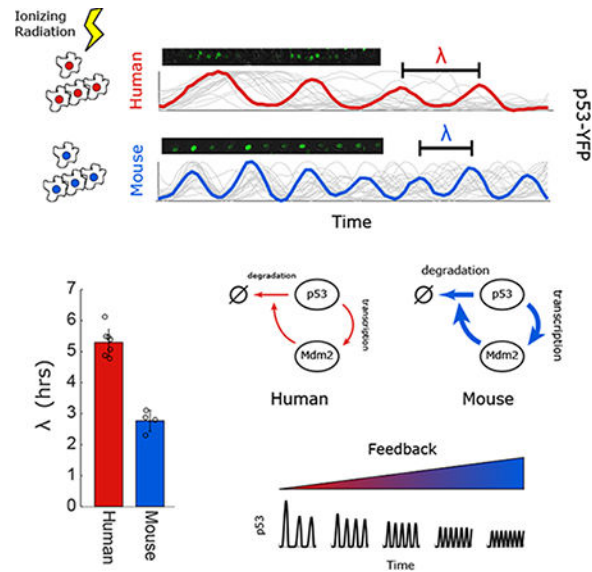 Ionizing
Radiation
Human
λ
p53-YFP
Mouse
λ
Time
λ (hrs)
7
6
5
4
3
2
1
0
Human
Mouse
degradation
∅
p53
transcription
Mdm2
Human
degradation
∅
p53
transcription
Mdm2
Mouse
Feedback
p53
Time